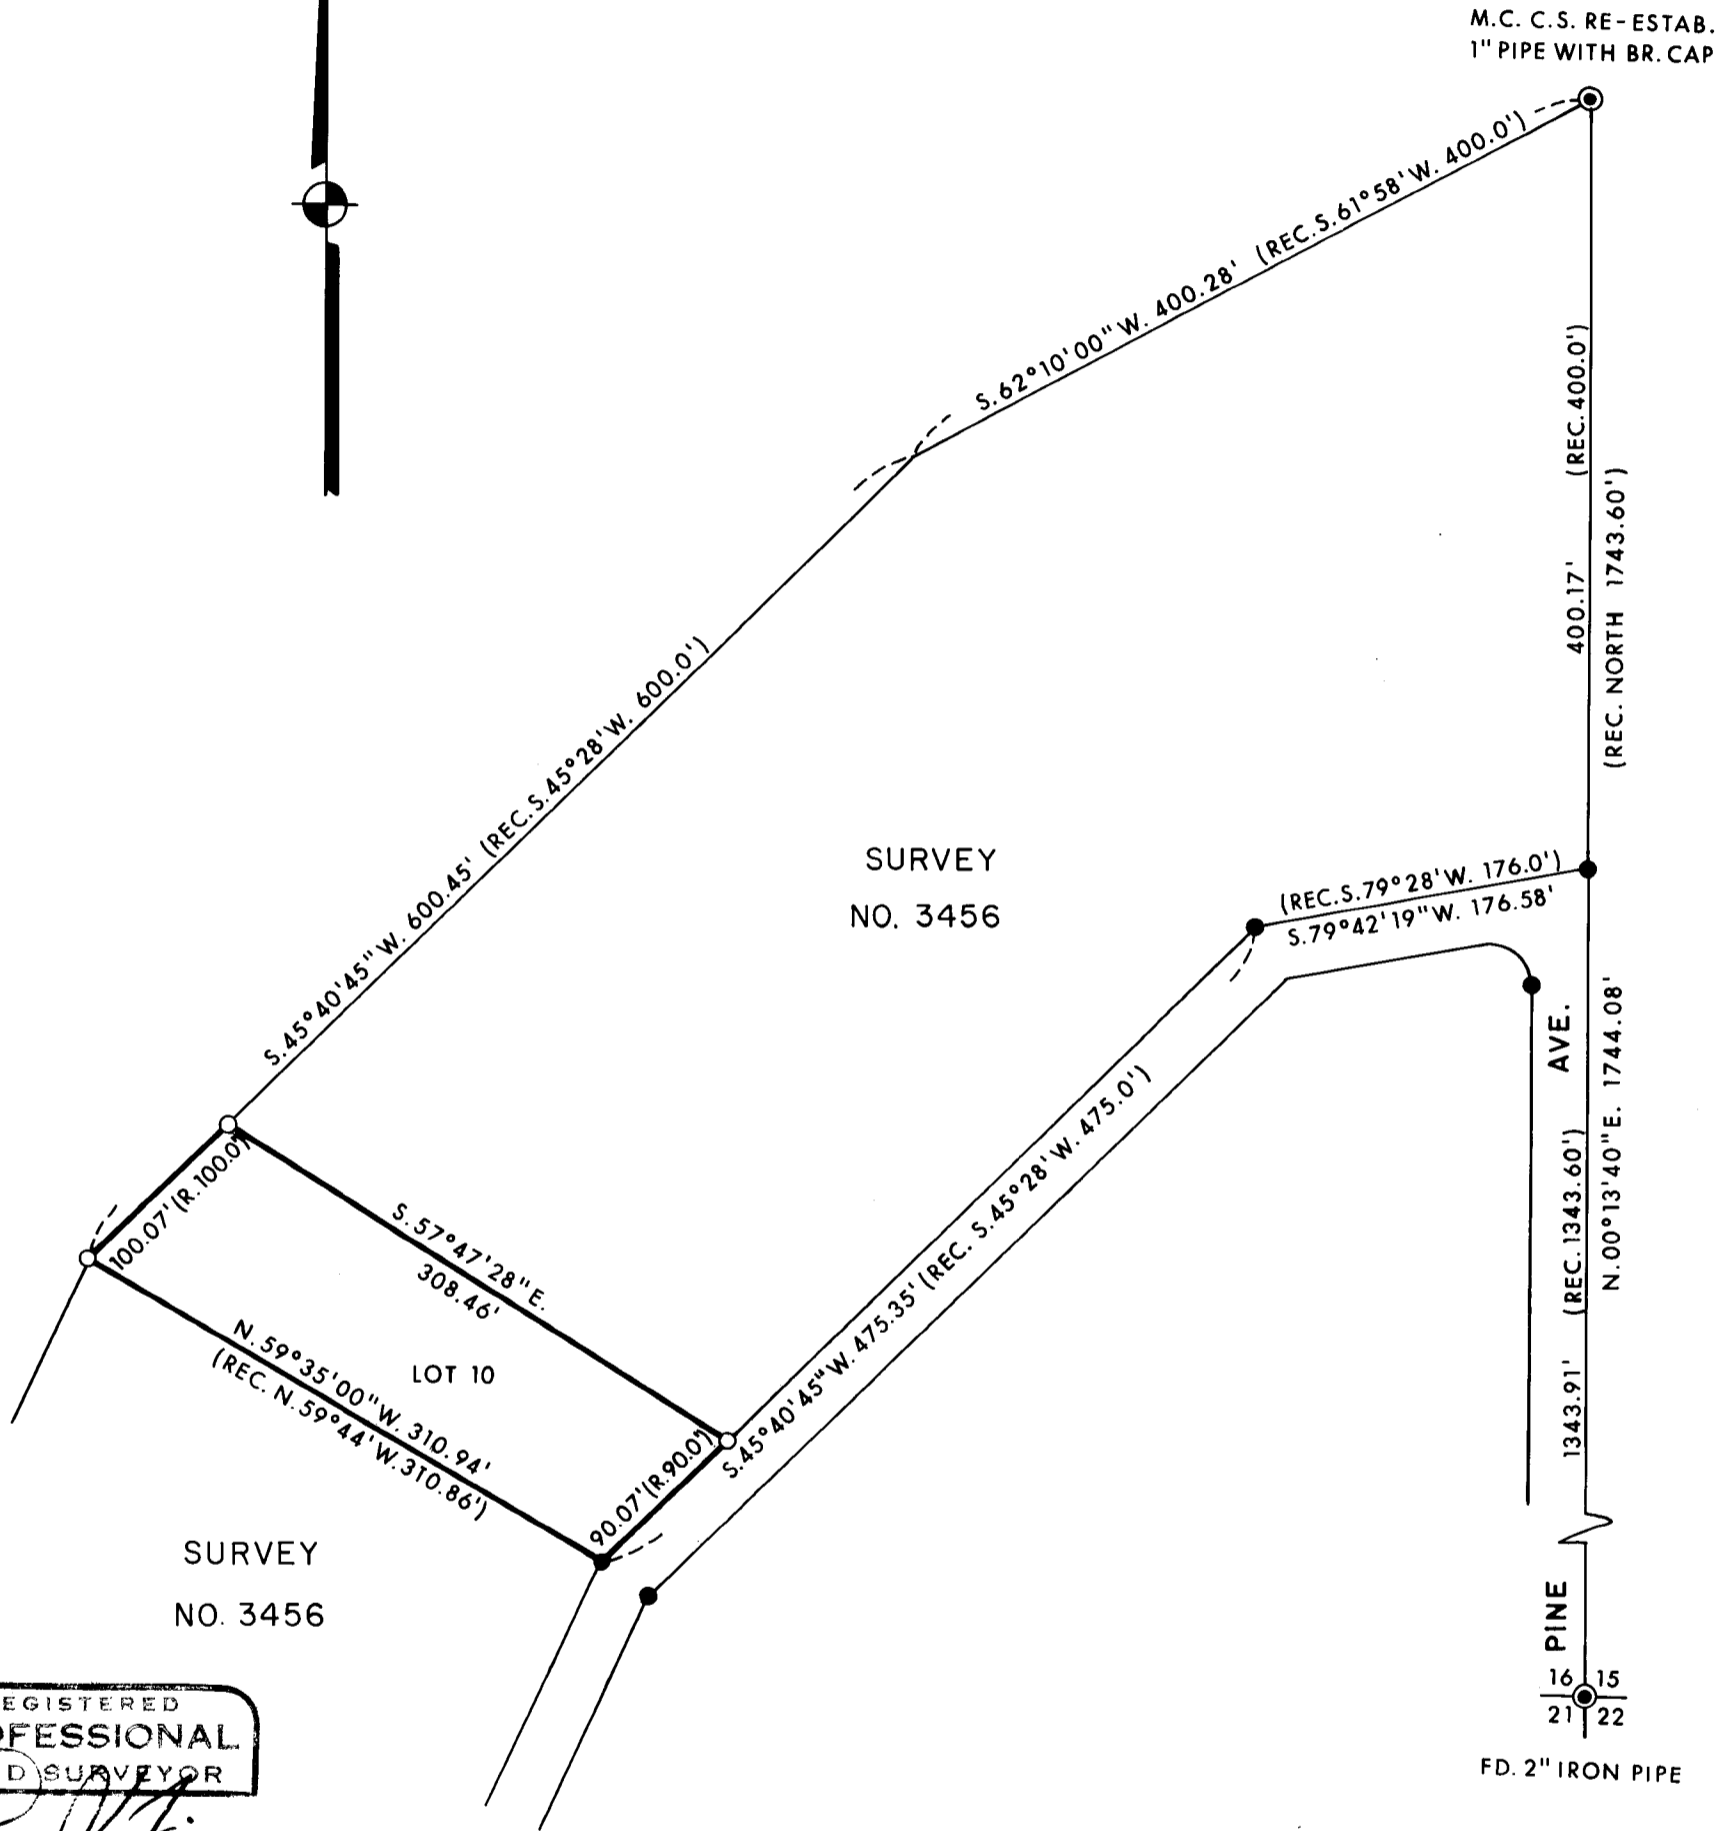 M.C. C.S. RE-ESTAB.
1" PIPE WITH BR. CAP
S.62°10'00"W. 400.28' (REC.S.61°58'W. 400.0')
400.17' (REC.400.0')
(REC. NORTH 1743.60')
S.45°40'45"W. 600.45' (REC.S.45°28'W. 600.0')
SURVEY
NO. 3456
(REC.S.79°28'W. 176.0')
S.79°42'19"W. 176.58'
PINE AVE.
N.00°13'40"E. 1744.08'
1343.91' (REC.1343.60')
S.45°40'45"W. 475.35' (REC. S.45°28'W. 475.0')
100.07' (R.100.0')
S.57°47'28"E.
308.46'
LOT 10
N.59°35'00"W. 310.94'
(REC. N.59°44'W.310.86')
90.07'(R.90.0')
SURVEY
NO. 3456
16 15
21 22
FD. 2" IRON PIPE
EGISTERED
OFESSIONAL
D SURVEYOR